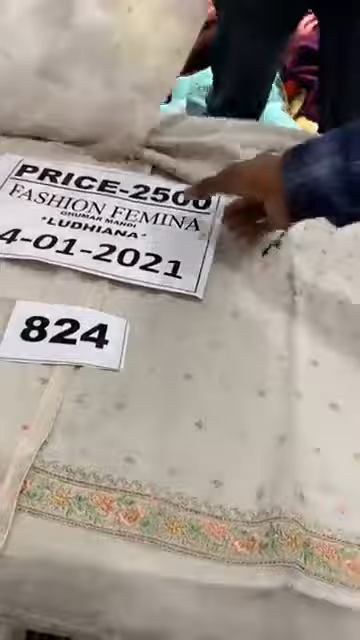 PRICE-2500
FASHION FEMINA
GHUMAR MANDI
"LUDHIANA"
4-01-2021
824